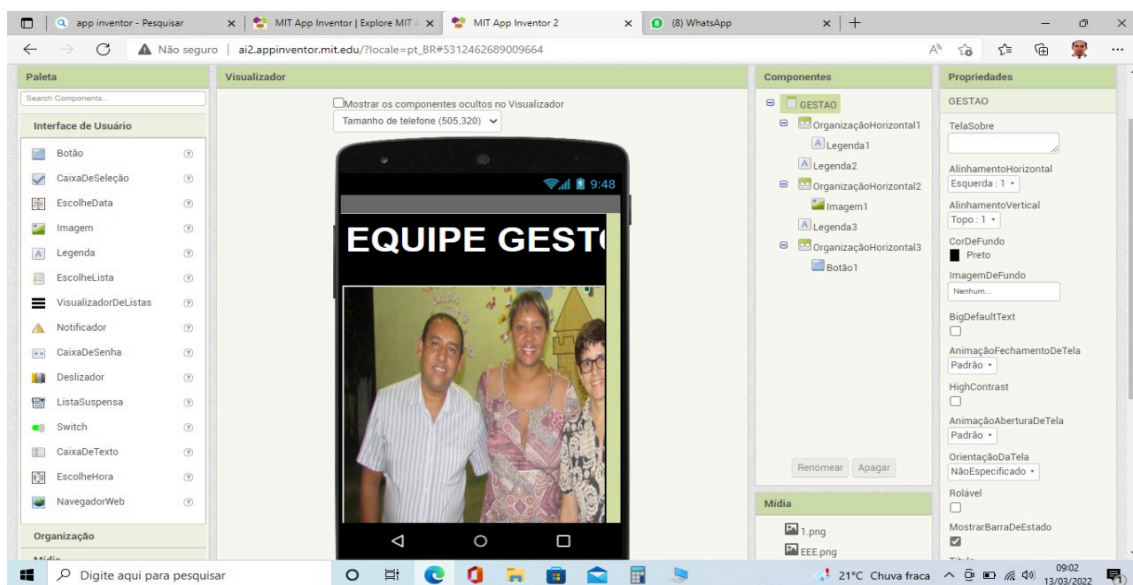 app inventor - Pesquisar
MIT App Inventor | Explore MIT A
MIT App Inventor 2
(8) WhatsApp
Não seguro
ai2.appinventor.mit.edu/?locale=pt_BR#5312462689009664
Paleta
Search Components...
Interface de Usuário
Botão
CaixaDeSeleção
EscolheData
Imagem
Legenda
EscolheLista
VisualizadorDeListas
Notificador
CaixaDeSenha
Deslizador
ListaSuspensa
Switch
CaixaDeTexto
EscolheHora
NavegadorWeb
Organização
Visualizador
Mostrar os componentes ocultos no Visualizador
Tamanho de telefone (505,320)
9:48
EQUIPE GESTO
Componentes
GESTAO
OrganizaçãoHorizontal1
Legenda1
Legenda2
OrganizaçãoHorizontal2
Imagem1
Legenda3
OrganizaçãoHorizontal3
Botão1
Renomear
Apagar
Mídia
1.png
EEE.png
Propriedades
GESTAO
TelaSobre
AlinhamentoHorizontal
Esquerda : 1
AlinhamentoVertical
Topo : 1
CorDeFundo
Preto
ImagemDeFundo
Nenhum...
BigDefaultText
AnimaçãoFechamentoDeTela
Padrão
HighContrast
AnimaçãoAberturaDeTela
Padrão
OrientaçãoDaTela
NãoEspecificado
Rolável
MostrarBarraDeEstado
Digite aqui para pesquisar
21°C Chuva fraca
09:02
13/03/2022